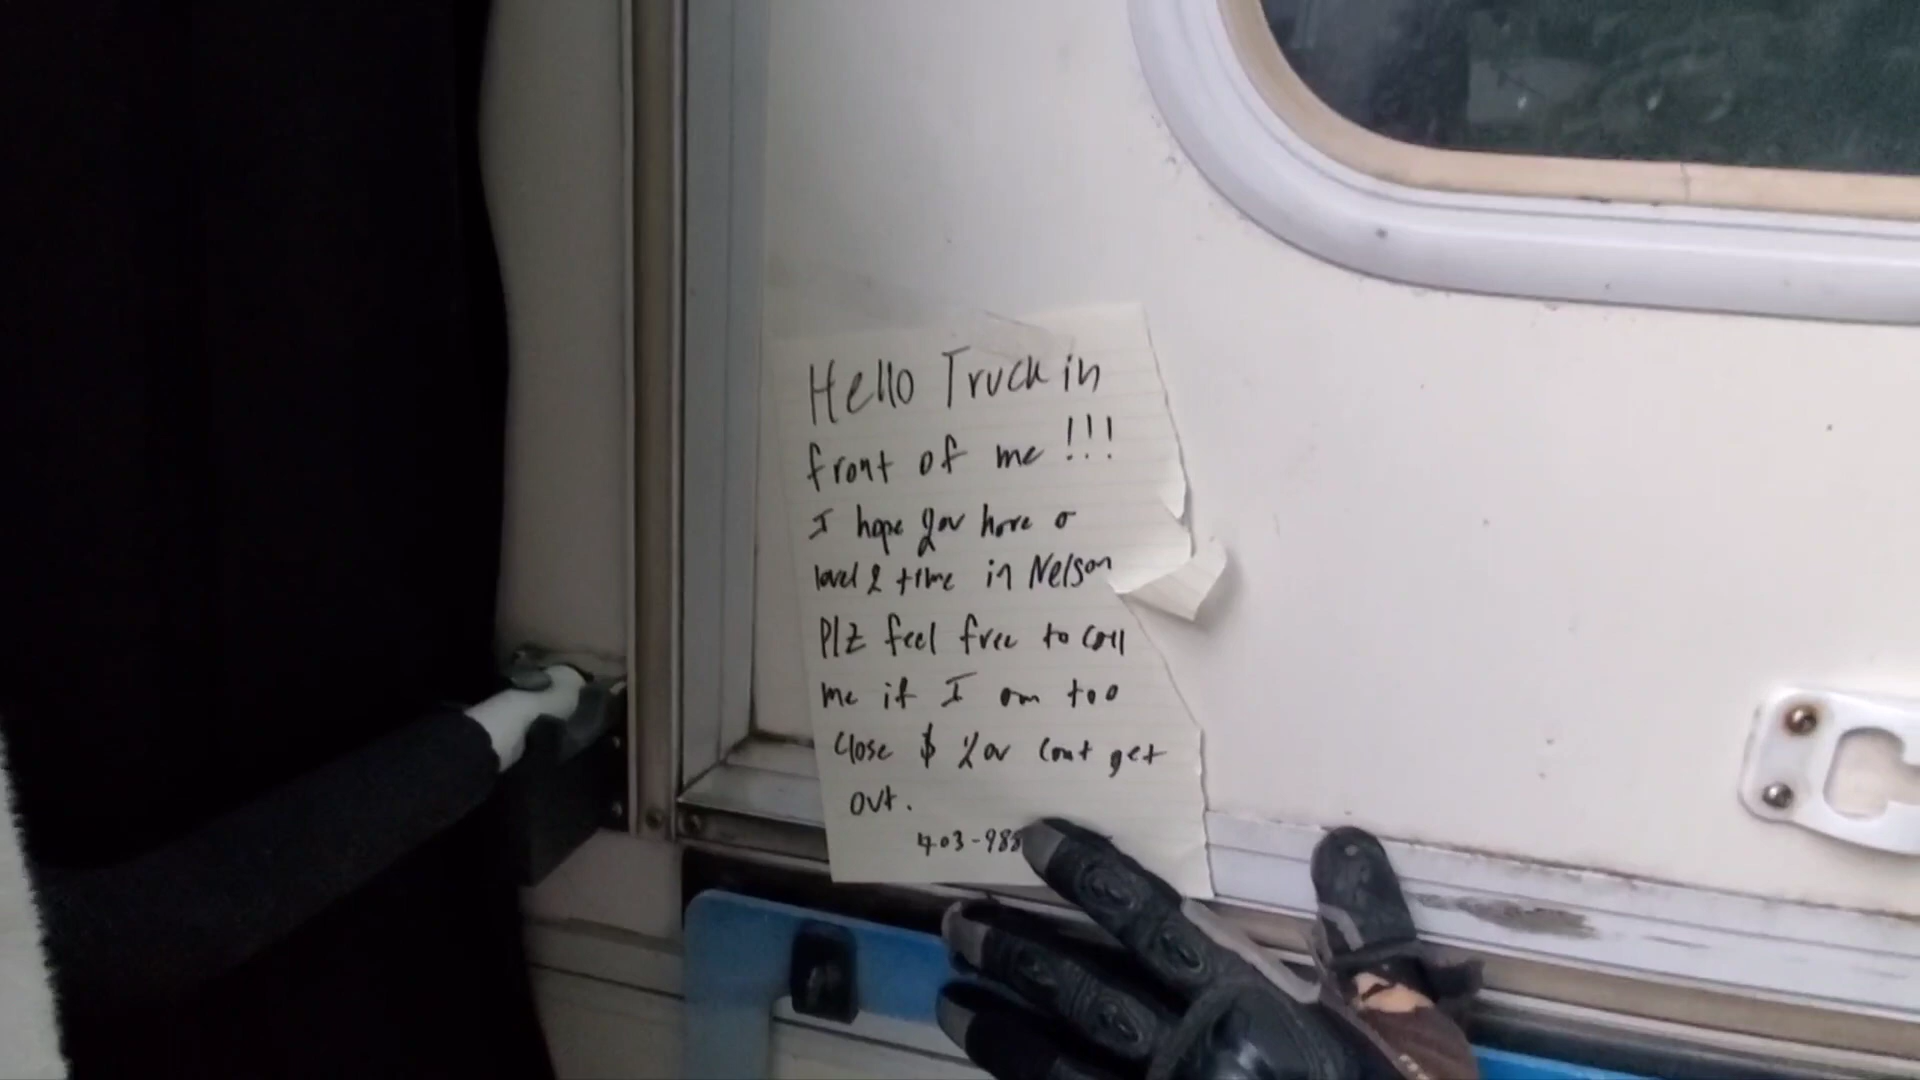 Hello Truck in
front of me !!!
I hope you have a
level 2 time in Nelson
Plz feel free to call
me if I am too
close $ you cant get
out.
403-988